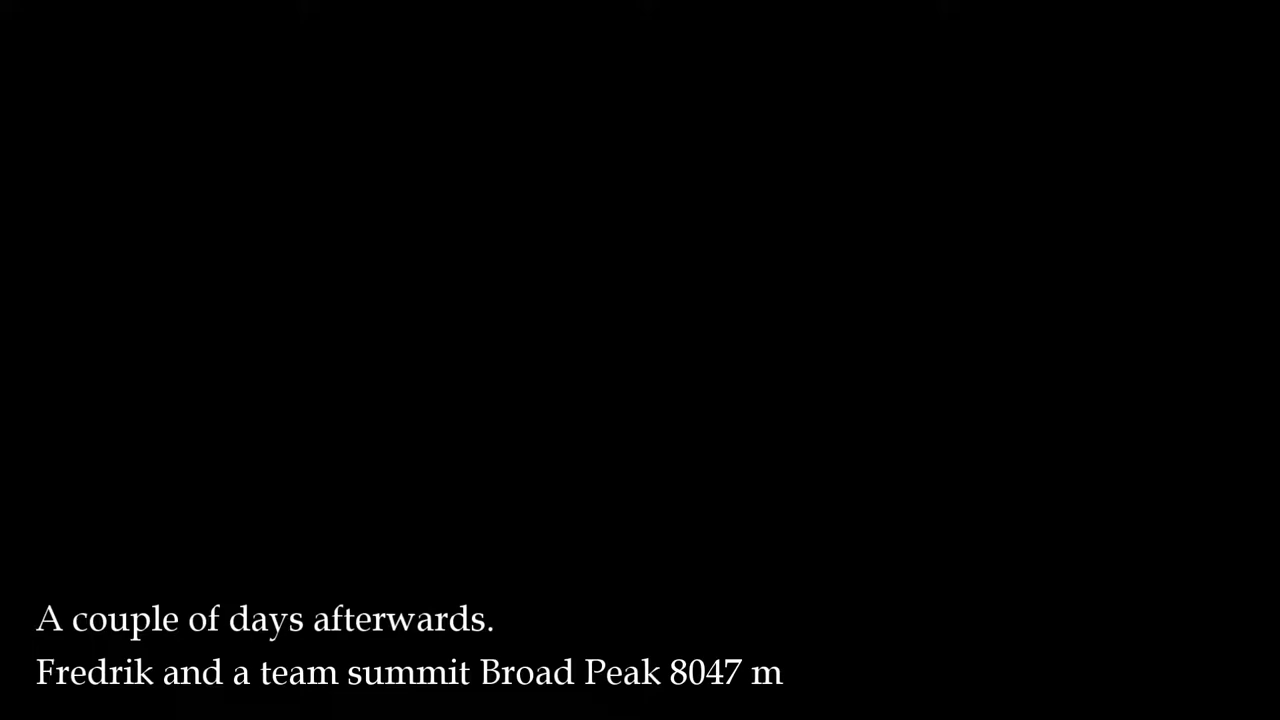 A couple of days afterwards.
Fredrik and a team summit Broad Peak 8047 m